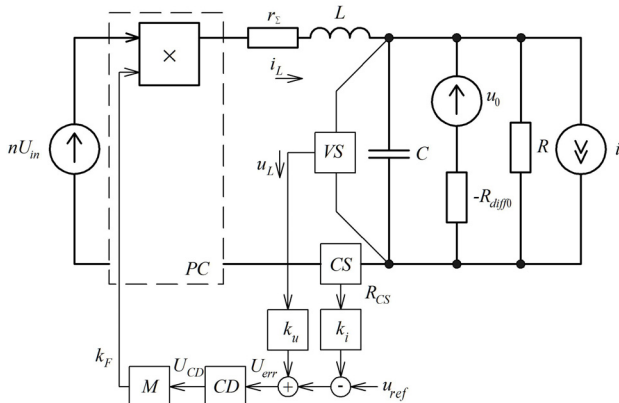 r_Σ L
×
i_L
nU_in
u_L
VS
C
u_0
-R_diff0
R
i
PC
CS
R_CS
k_u
k_i
k_F
U_CD
U_err
M
CD
+
-
u_ref